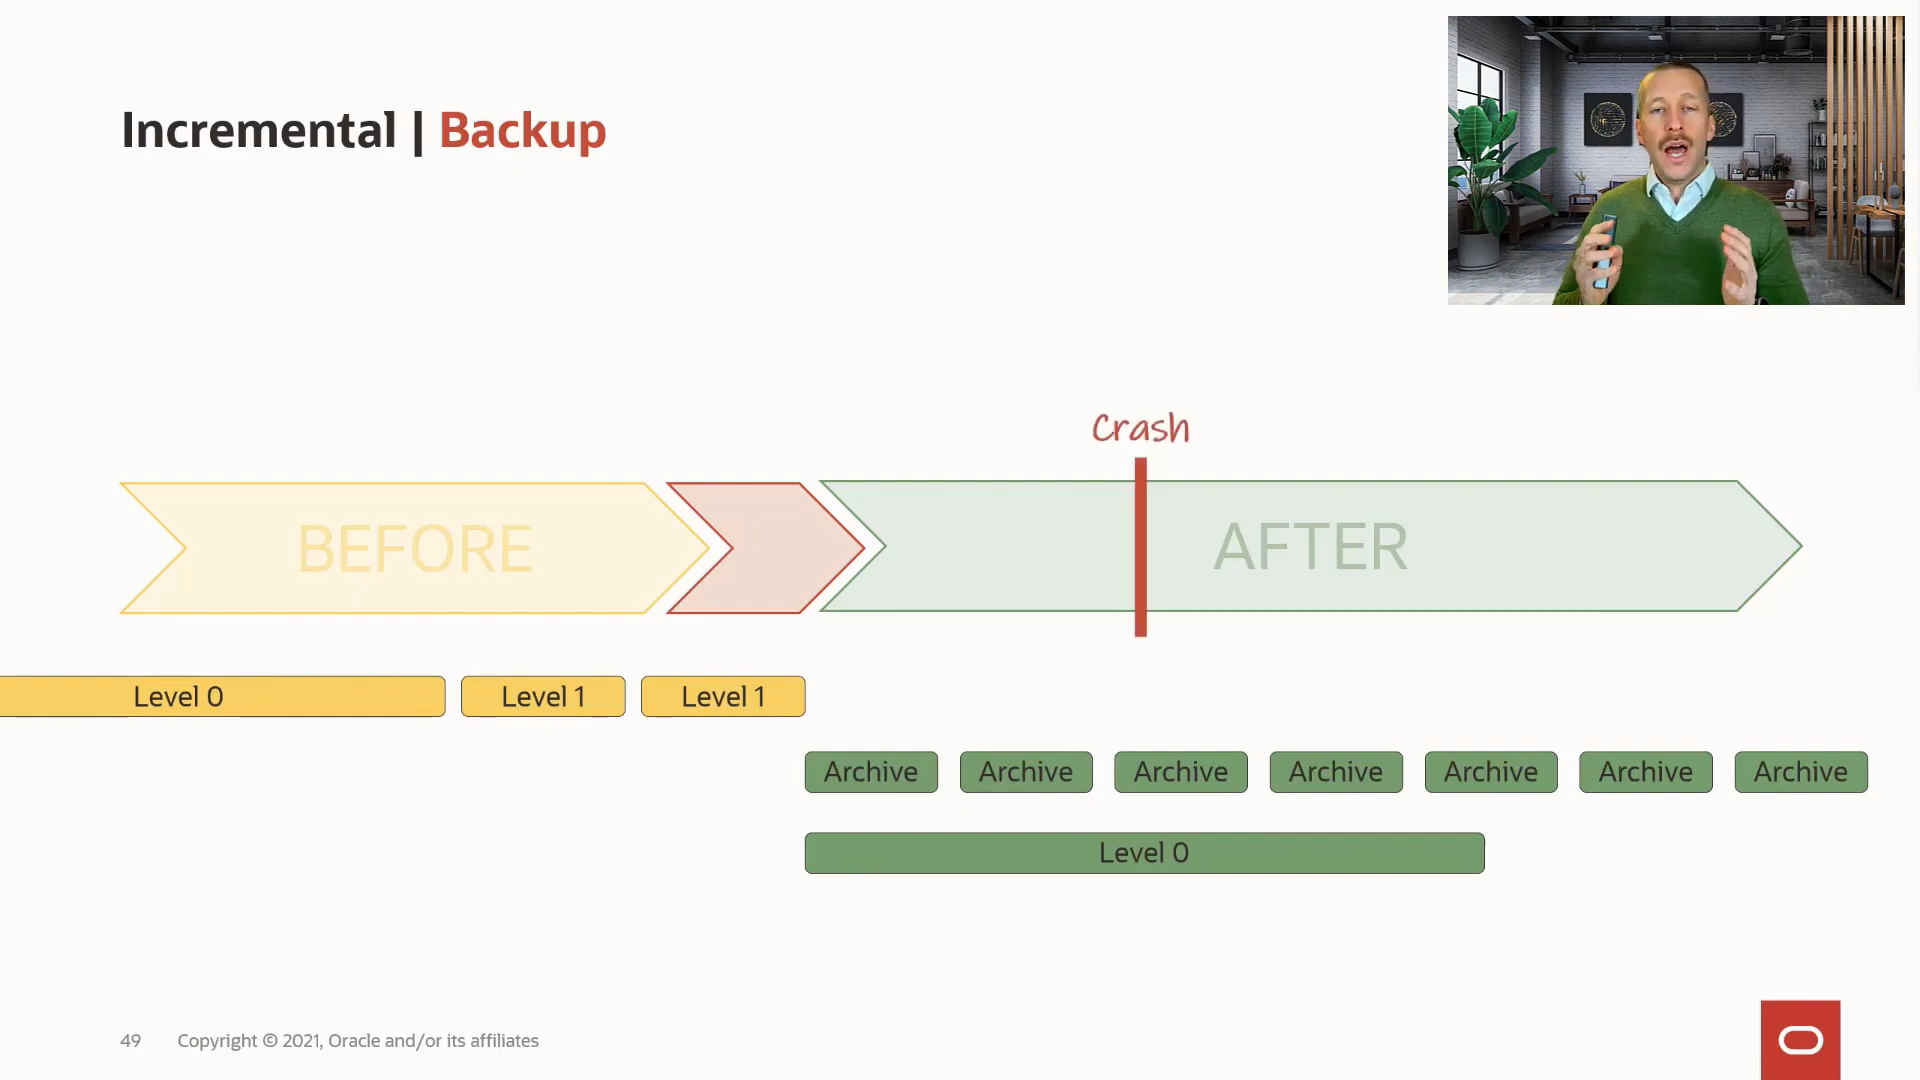 Incremental | Backup
Crash
BEFORE
AFTER
Level 0
Level 1
Level 1
Archive
Archive
Archive
Archive
Archive
Archive
Archive
Level 0
49
Copyright © 2021, Oracle and/or its affiliates